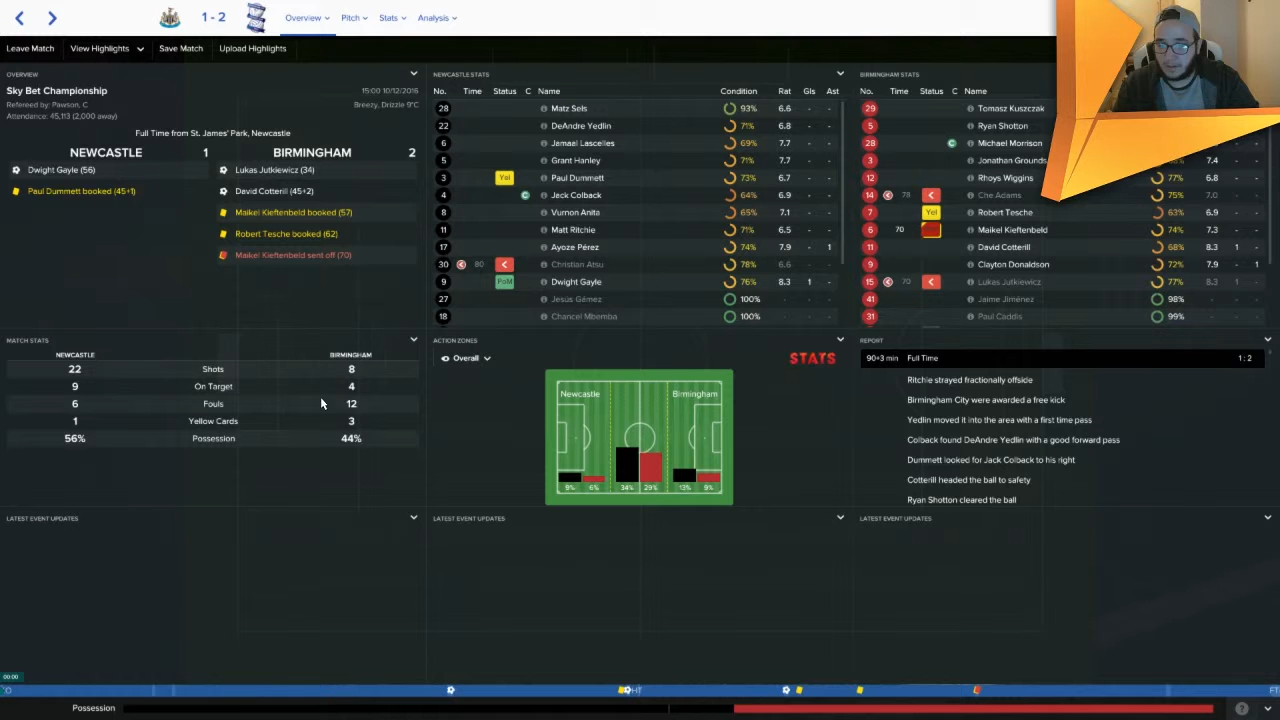 1 - 2 Overview Pitch Stats Analysis
Leave Match View Highlights Save Match Upload Highlights
OVERVIEW
Sky Bet Championship 15:00 10/12/2016
Refereed by: Pawson, C Breezy, Drizzle 9°C
Attendance: 45,113 (2,000 away)
Full Time from St. James' Park, Newcastle
NEWCASTLE 1 BIRMINGHAM 2
Dwight Gayle (56) Lukas Jutkiewicz (34)
Paul Dummett booked (45+1) David Cotterill (45+2)
Maikel Kieftenbeld booked (57)
Robert Tesche booked (62)
Maikel Kieftenbeld sent off (70)
NEWCASTLE STATS
No. Time Status C Name Condition Rat Gls Ast
28 Matz Sels 93% 6.6 - -
22 DeAndre Yedlin 71% 6.8 - -
6 Jamaal Lascelles 69% 7.7 - -
5 Grant Hanley 71% 7.7 - -
3 Yel Paul Dummett 73% 6.7 - -
4 C Jack Colback 64% 6.9 - -
8 Vurnon Anita 65% 7.1 - -
11 Matt Ritchie 71% 6.5 - -
17 Ayoze Pérez 74% 7.9 - 1
30 80 Christian Atsu 78% 6.6 - -
9 PoM Dwight Gayle 76% 8.3 1 -
27 Jesús Gámez 100% - - -
18 Chancel Mbemba 100% - - -
BIRMINGHAM STATS
No. Time Status C Name
29 Tomasz Kuszczak
5 Ryan Shotton
28 C Michael Morrison
3 Jonathan Grounds 7.4 - -
12 Rhoys Wiggins 77% 6.8 - -
14 78 Che Adams 75% 7.0 - -
7 Yel Robert Tesche 63% 6.9 - -
6 70 Maikel Kieftenbeld 74% 7.3 - -
11 David Cotterill 68% 8.3 1 -
9 Clayton Donaldson 72% 7.9 - 1
15 70 Lukas Jutkiewicz 77% 8.3 1 -
41 Jaime Jiménez 98% - - -
31 Paul Caddis 99% - - -
MATCH STATS
NEWCASTLE BIRMINGHAM
22 Shots 8
9 On Target 4
6 Fouls 12
1 Yellow Cards 3
56% Possession 44%
ACTION ZONES
Overall STATS
Newcastle Birmingham
9% 6% 34% 29% 13% 9%
REPORT
90+3 min Full Time 1 : 2
Ritchie strayed fractionally offside
Birmingham City were awarded a free kick
Yedlin moved it into the area with a first time pass
Colback found DeAndre Yedlin with a good forward pass
Dummett looked for Jack Colback to his right
Cotterill headed the ball to safety
Ryan Shotton cleared the ball
LATEST EVENT UPDATES LATEST EVENT UPDATES LATEST EVENT UPDATES
00:00
HT FT
Possession ?